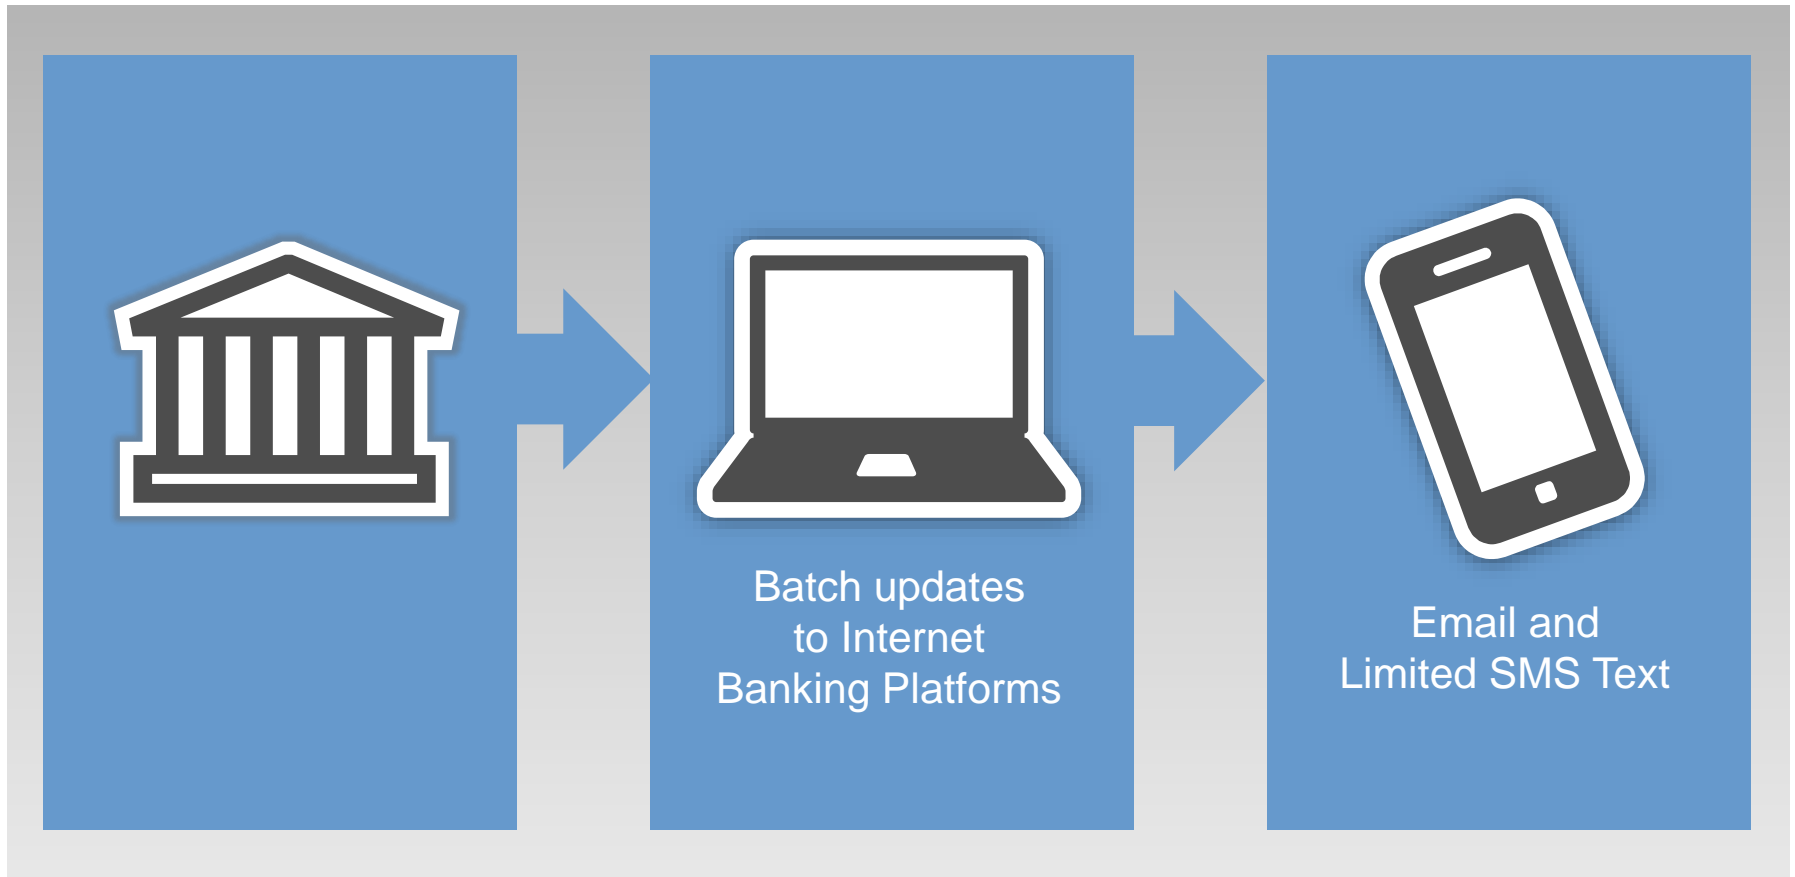 Batch updates
to Internet
Banking Platforms
Email and
Limited SMS Text